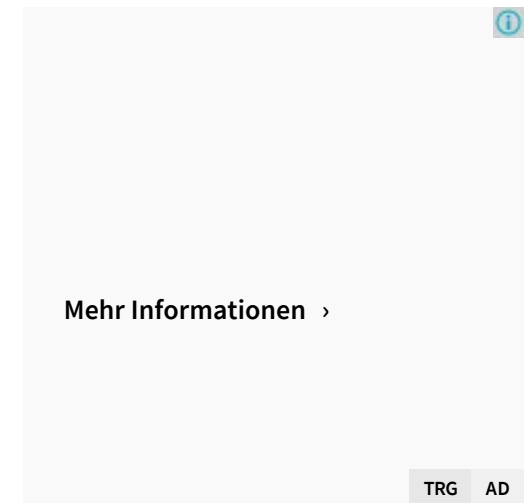 Mehr Informationen ›
TRG AD